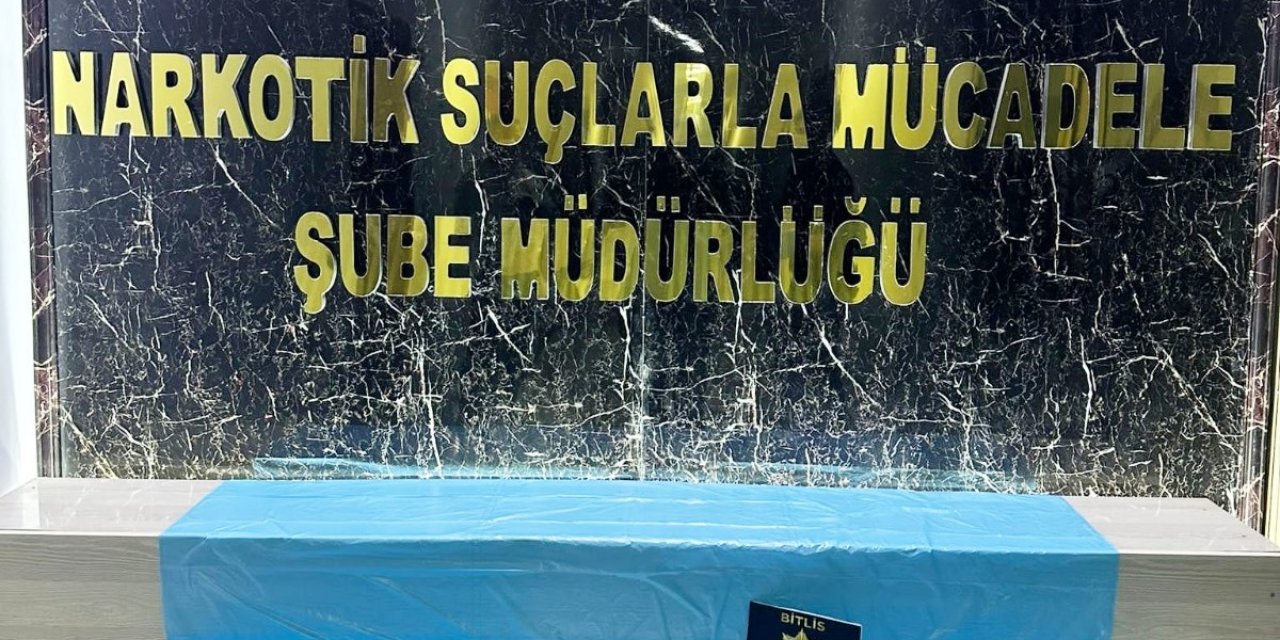 NARKOTİK SUÇLARLA MÜCADELE
ŞUBE MÜDÜRLÜĞÜ
BİTLİS